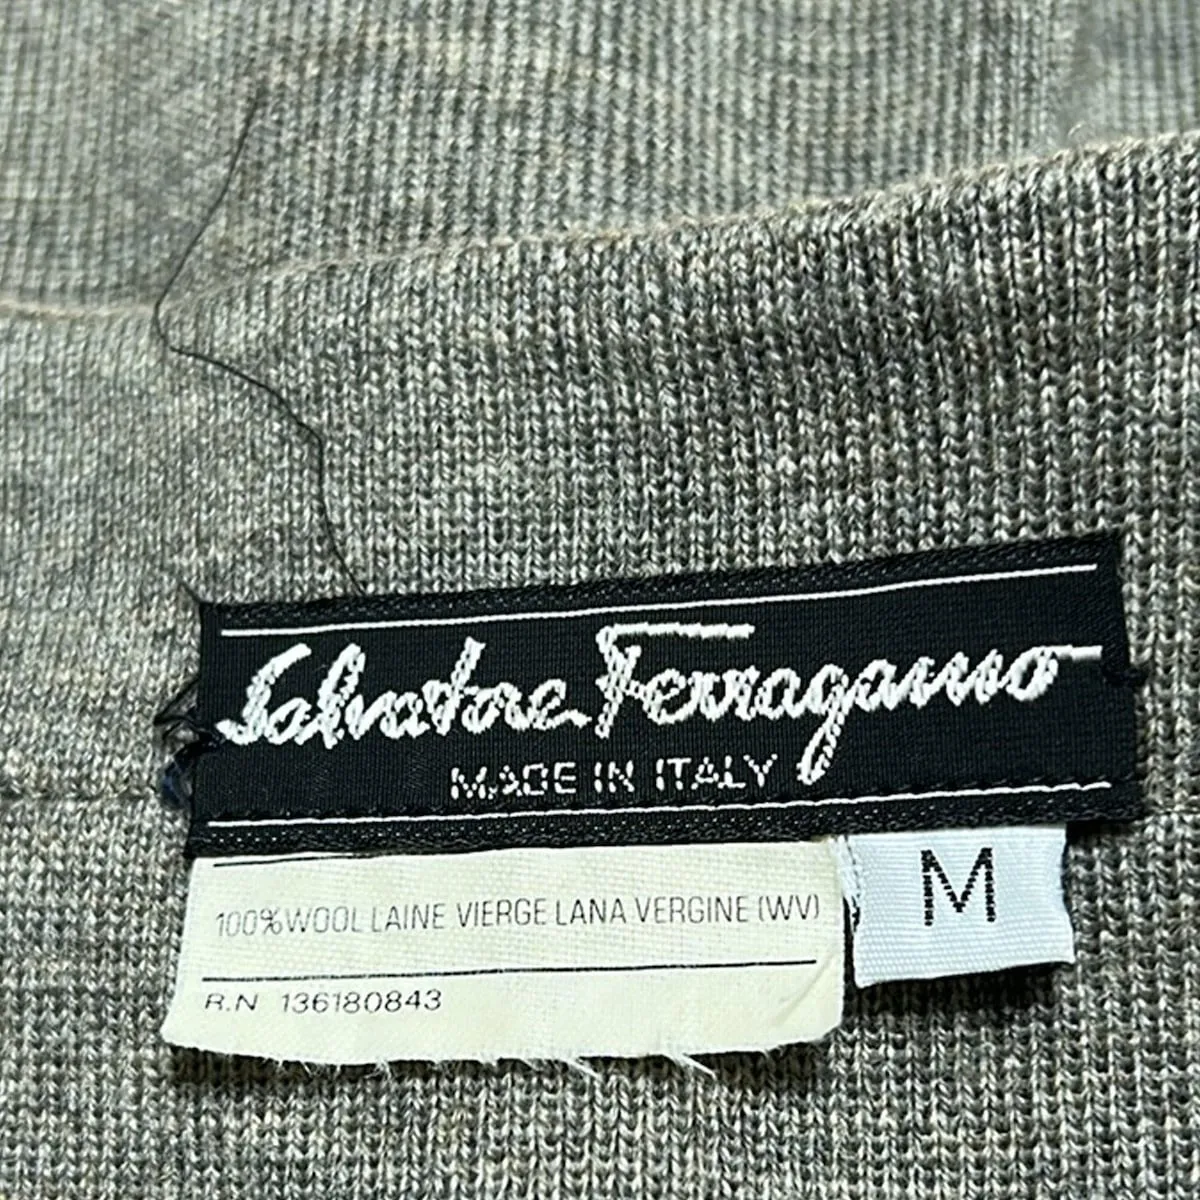 Salvatore Ferragamo
MADE IN ITALY
100% WOOL LAINE VIERGE LANA VERGINE (WV)
M
R.N 136180843